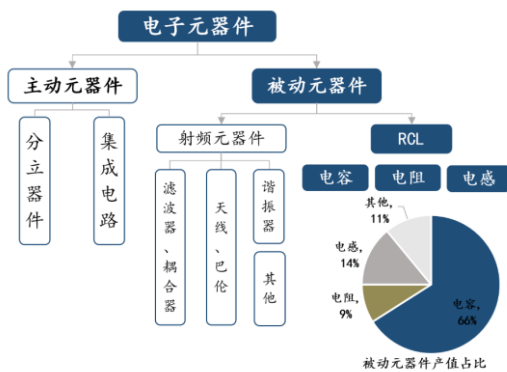 电子元器件
主动元器件
被动元器件
分立器件
集成电路
射频元器件
RCL
滤波器、耦合器
天线、巴伦
谐振器
其他
电容
电阻
电感
其他,
11%
电感,
14%
电阻,
9%
电容,
66%
被动元器件产值占比